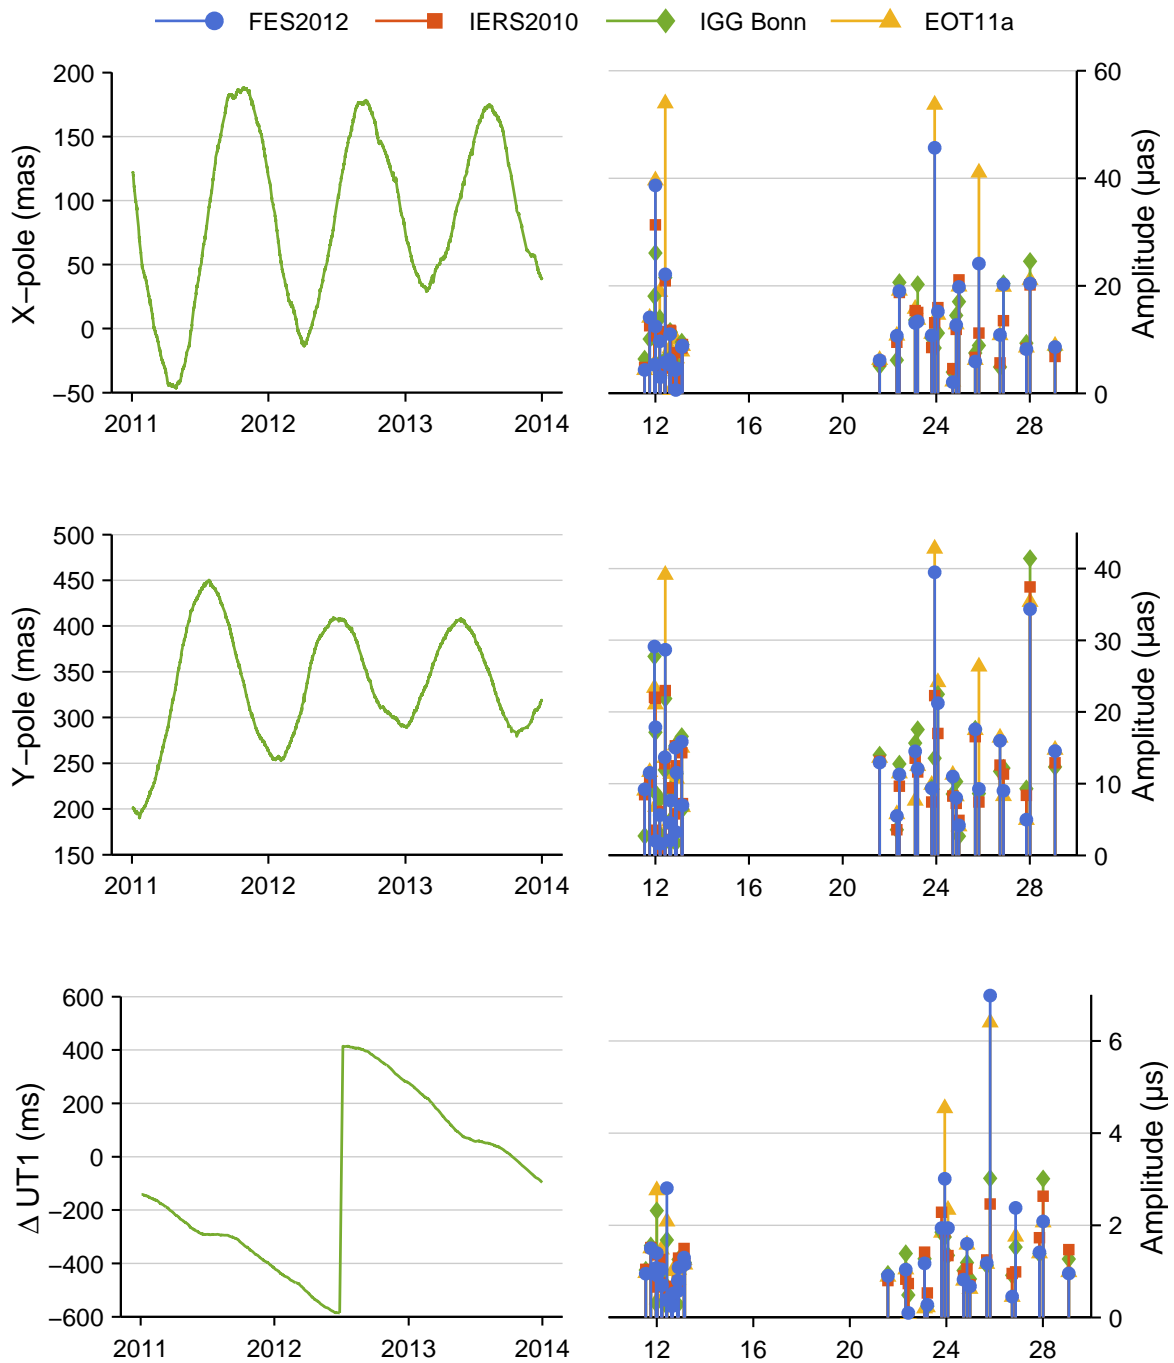 FES2012 IERS2010 IGG Bonn EOT11a
X−pole (mas)
200
150
100
50
0
−50
2011 2012 2013 2014
60
40
20
0
Amplitude (µas)
12 16 20 24 28
Y−pole (mas)
500
450
400
350
300
250
200
150
2011 2012 2013 2014
40
30
20
10
0
Amplitude (µas)
12 16 20 24 28
Δ UT1 (ms)
600
400
200
0
−200
−400
−600
2011 2012 2013 2014
6
4
2
0
Amplitude (µs)
12 16 20 24 28